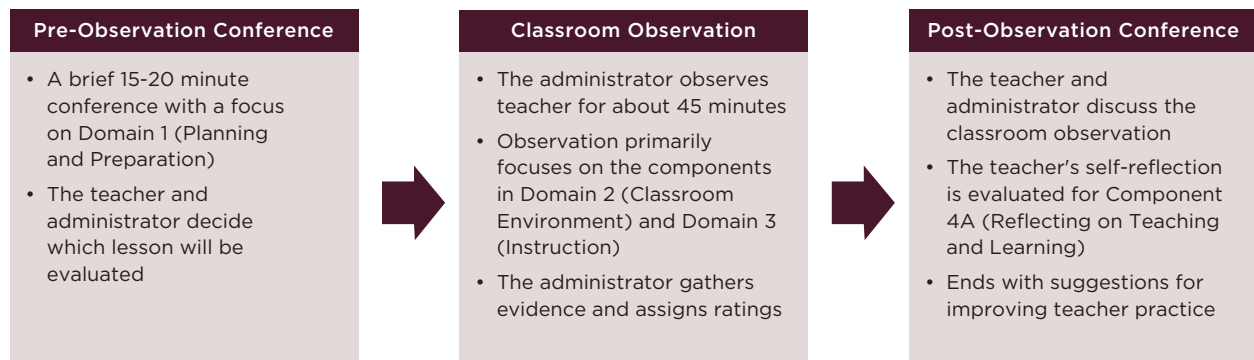 Pre-Observation Conference
• A brief 15-20 minute
conference with a focus
on Domain 1 (Planning
and Preparation)
• The teacher and
administrator decide
which lesson will be
evaluated
Classroom Observation
• The administrator observes
teacher for about 45 minutes
• Observation primarily
focuses on the components
in Domain 2 (Classroom
Environment) and Domain 3
(Instruction)
• The administrator gathers
evidence and assigns ratings
Post-Observation Conference
• The teacher and
administrator discuss the
classroom observation
• The teacher's self-reflection
is evaluated for Component
4A (Reflecting on Teaching
and Learning)
• Ends with suggestions for
improving teacher practice